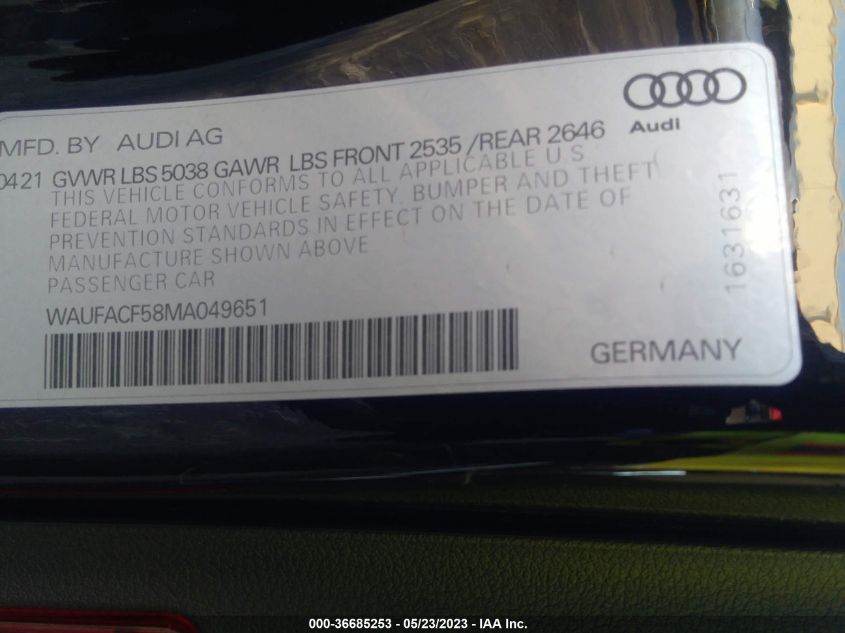 MFD. BY AUDI AG
Audi
0421 GVWR LBS 5038 GAWR LBS FRONT 2535 /REAR 2646
THIS VEHICLE CONFORMS TO ALL APPLICABLE U.S
FEDERAL MOTOR VEHICLE SAFETY, BUMPER AND THEFT
PREVENTION STANDARDS IN EFFECT ON THE DATE OF
MANUFACTURE SHOWN ABOVE
PASSENGER CAR
1631631
WAUFACF58MA049651
GERMANY
000-36685253 - 05/23/2023 - IAA Inc.